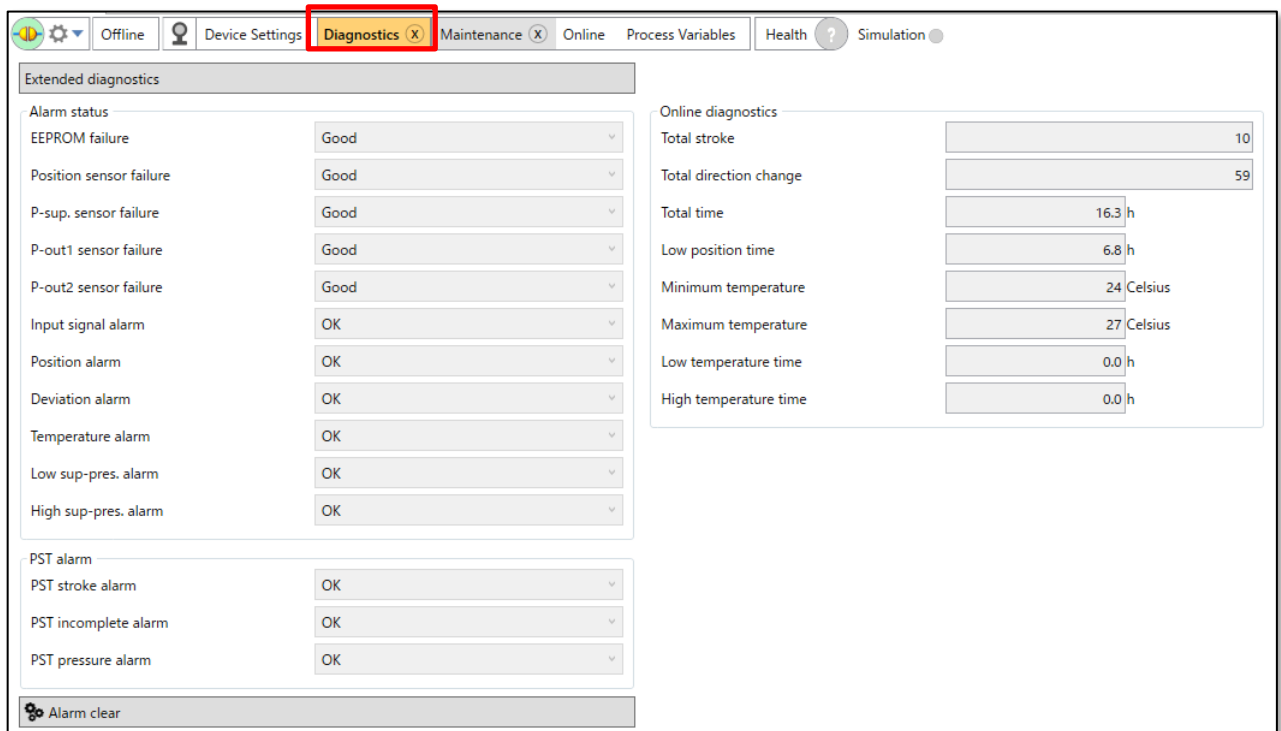 Offline Device Settings Diagnostics X Maintenance X Online Process Variables Health ? Simulation
Extended diagnostics
Alarm status
EEPROM failure Good
Position sensor failure Good
P-sup. sensor failure Good
P-out1 sensor failure Good
P-out2 sensor failure Good
Input signal alarm OK
Position alarm OK
Deviation alarm OK
Temperature alarm OK
Low sup-pres. alarm OK
High sup-pres. alarm OK
PST alarm
PST stroke alarm OK
PST incomplete alarm OK
PST pressure alarm OK
Alarm clear
Online diagnostics
Total stroke 10
Total direction change 59
Total time 16.3 h
Low position time 6.8 h
Minimum temperature 24 Celsius
Maximum temperature 27 Celsius
Low temperature time 0.0 h
High temperature time 0.0 h